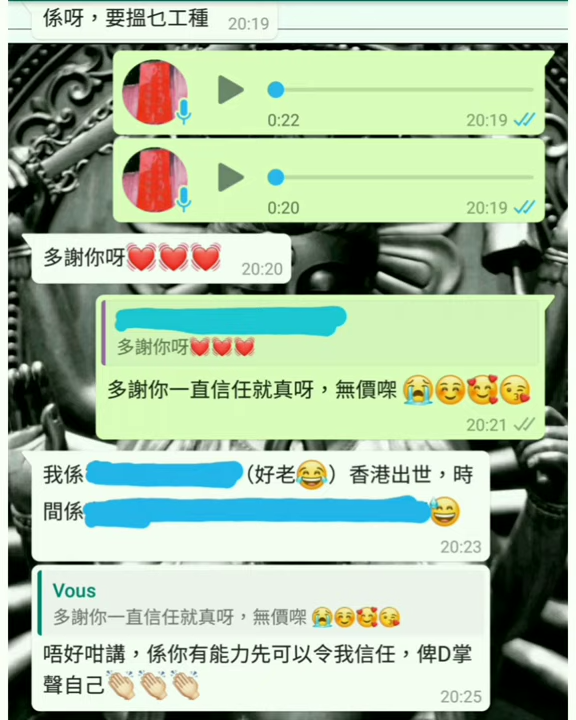 係呀，要搵乜工種 20:19
0:22 20:19
0:20 20:19
多謝你呀💓💓💓 20:20
多謝你呀💓💓💓
多謝你一直信任就真呀，無價㗎 😭☺️🥰😘
20:21
我係（好老😂）香港出世，時
間係😅
20:23
Vous
多謝你一直信任就真呀，無價㗎 😭☺️🥰😘
唔好咁講，係你有能力先可以令我信任，俾D掌
聲自己👏🏻👏🏻👏🏻 20:25